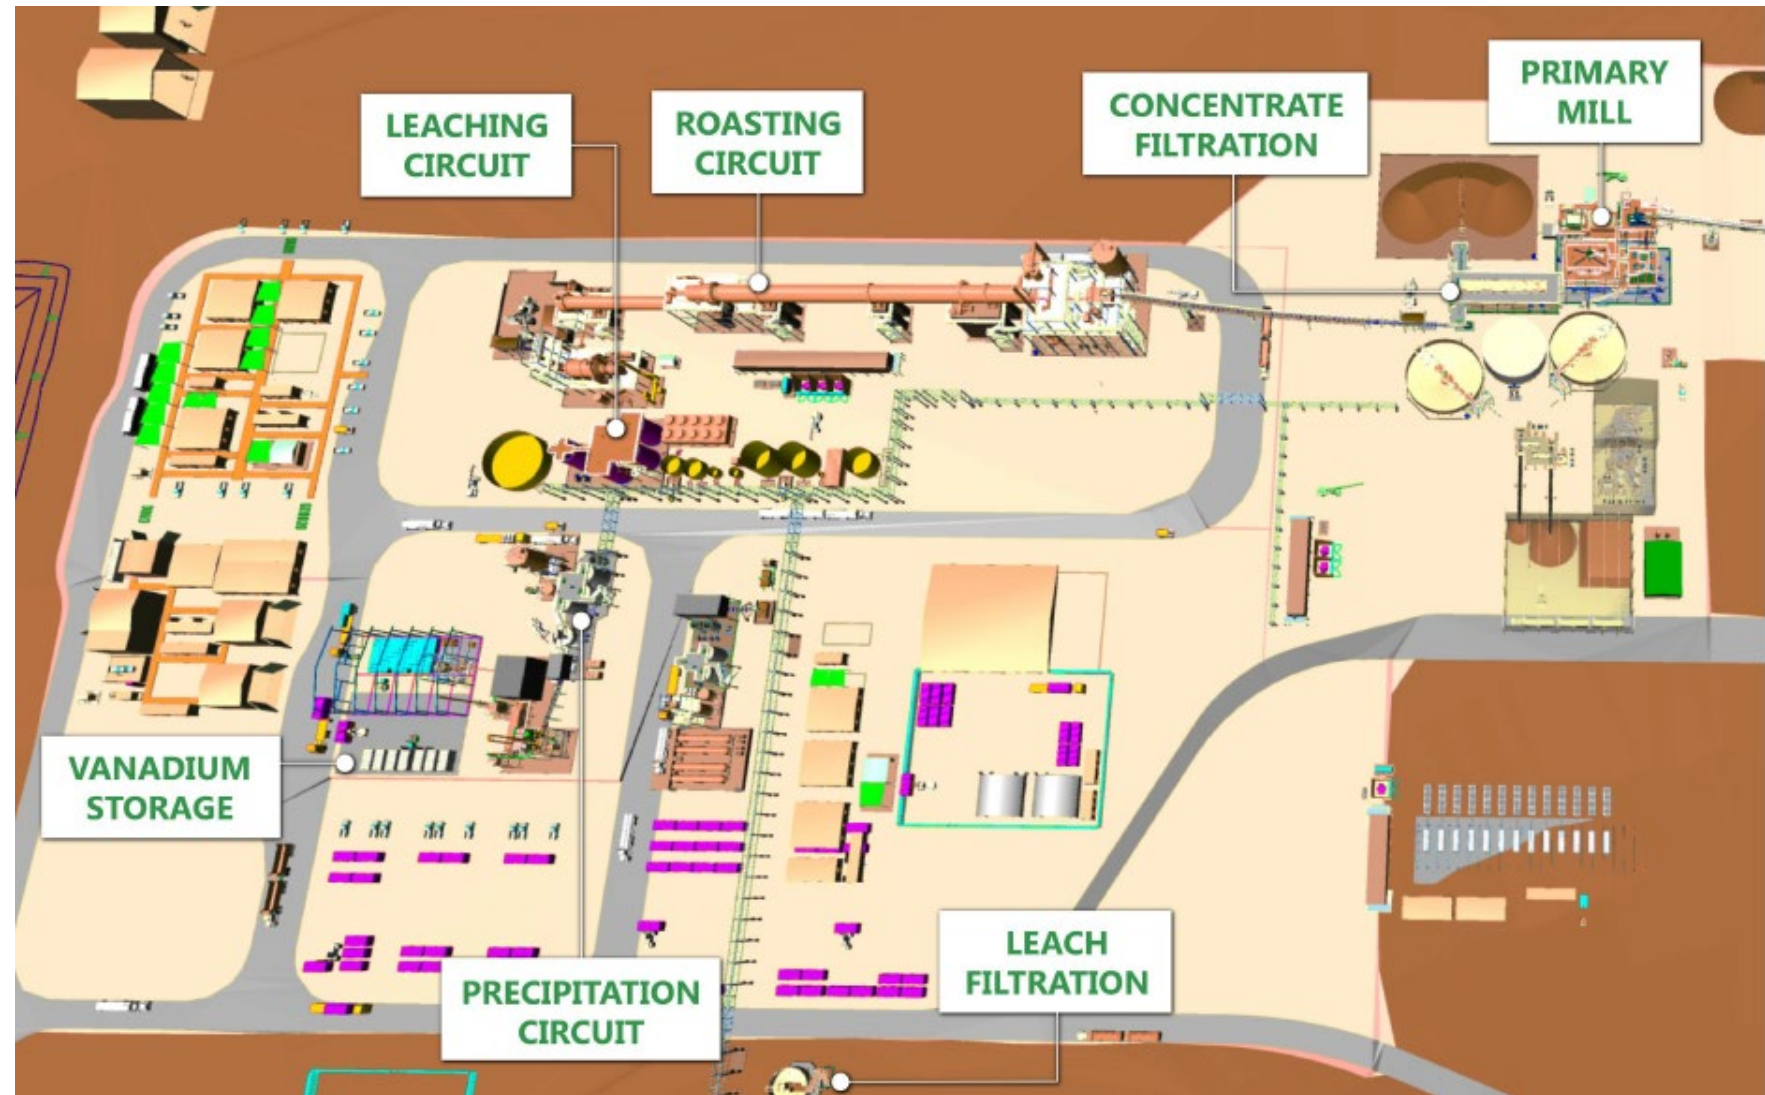 PRIMARY
MILL
CONCENTRATE
FILTRATION
ROASTING
CIRCUIT
LEACHING
CIRCUIT
VANADIUM
STORAGE
PRECIPITATION
CIRCUIT
LEACH
FILTRATION